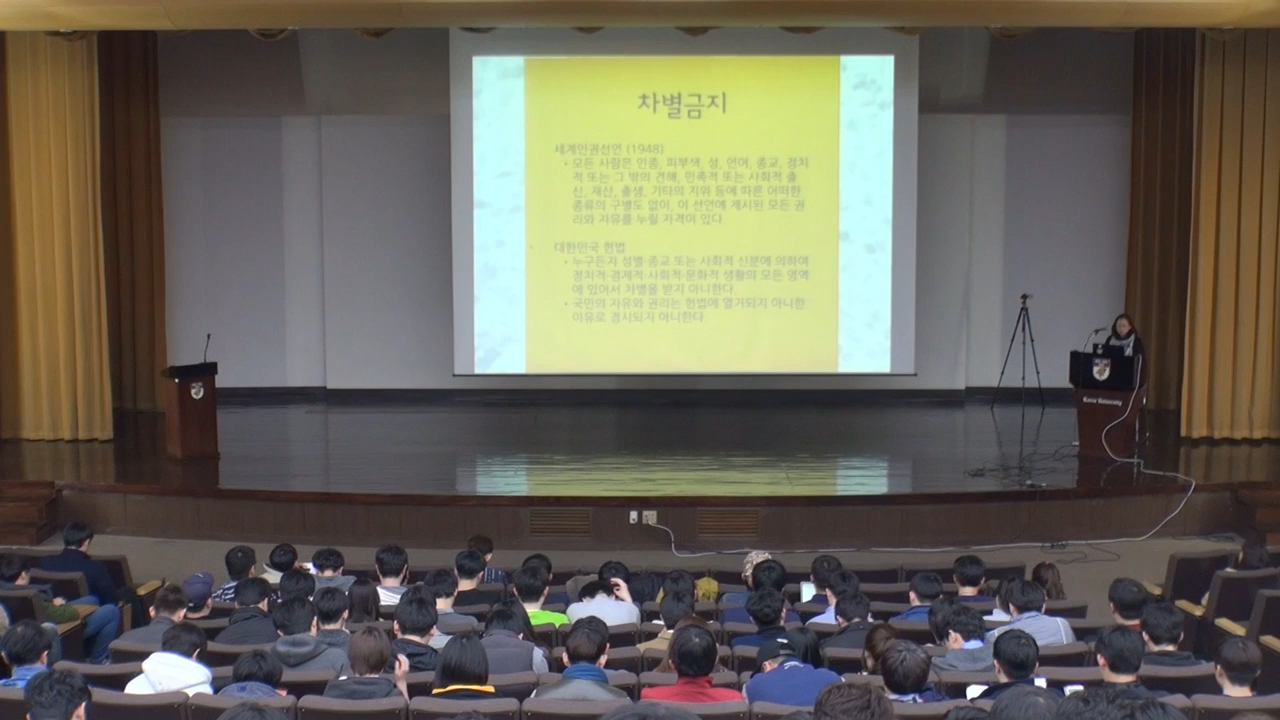 차별금지
세계인권선언 (1948)
• 모든 사람은 인종, 피부색, 성, 언어, 종교, 정치
적 또는 그 밖의 견해, 민족적 또는 사회적 출
신, 재산, 출생, 기타의 지위 등에 따른 어떠한
종류의 구별도 없이, 이 선언에 제시된 모든 권
리와 자유를 누릴 자격이 있다.
대한민국 헌법
• 누구든지 성별·종교 또는 사회적 신분에 의하여
정치적·경제적·사회적·문화적 생활의 모든 영역
에 있어서 차별을 받지 아니한다.
• 국민의 자유와 권리는 헌법에 열거되지 아니한
이유로 경시되지 아니한다.
Korea University